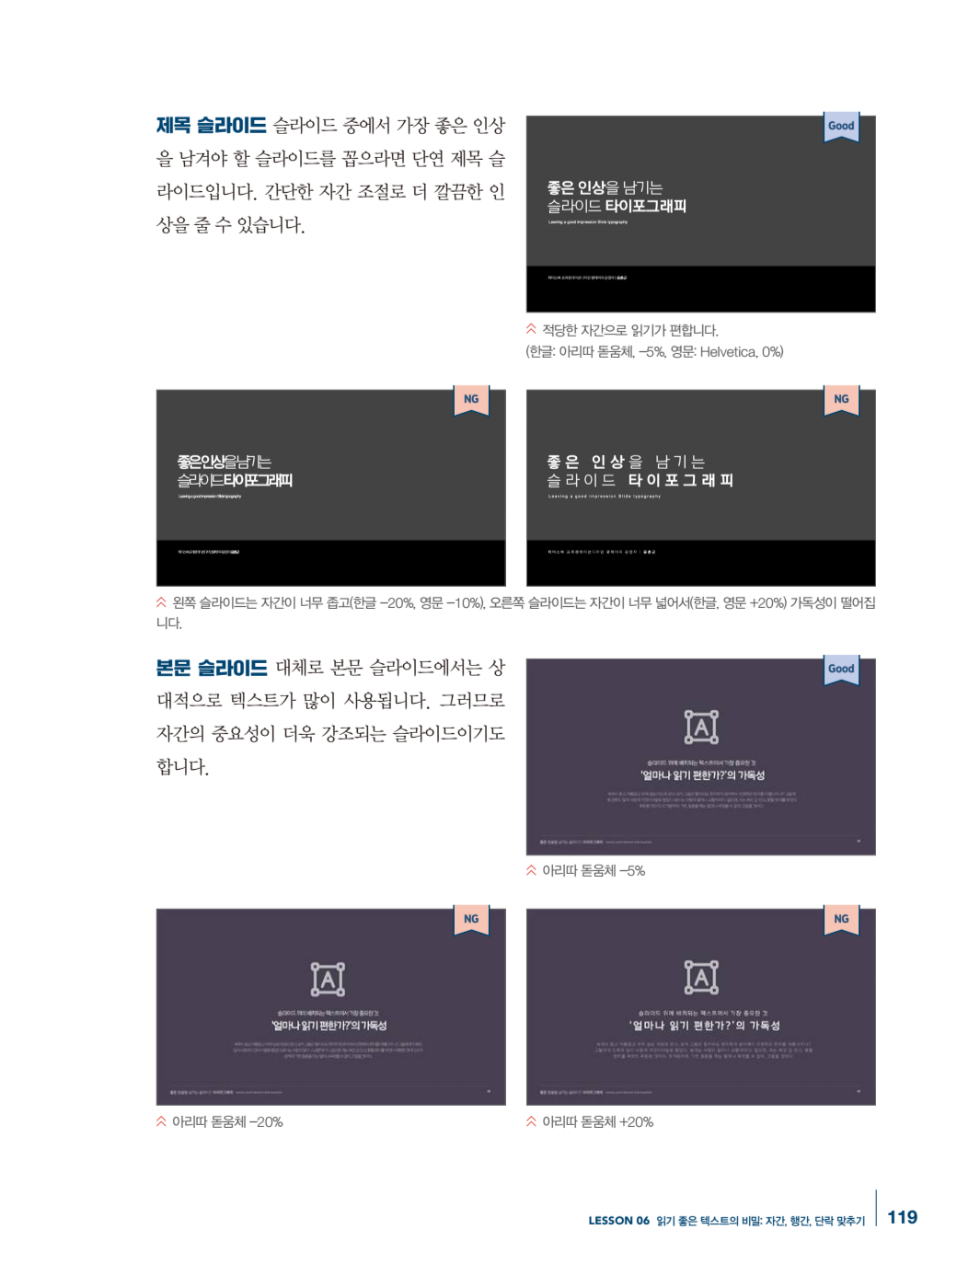 제목 슬라이드 슬라이드 중에서 가장 좋은 인상
을 남겨야 할 슬라이드를 꼽으라면 단연 제목 슬
라이드입니다. 간단한 자간 조절로 더 깔끔한 인
상을 줄 수 있습니다.
Good
좋은 인상을 남기는
슬라이드 타이포그래피
Leaving a good impression Slide typography
적당한 자간으로 읽기가 편합니다.
(한글: 아리따 돋움체, -5%, 영문: Helvetica, 0%)
NG
좋은인상을남기는
슬라이드타이포그래피
Leaving a good impression Slide typography
NG
좋은 인상을 남기는
슬라이드 타이포그래피
Leaving a good impression Slide typography
왼쪽 슬라이드는 자간이 너무 좁고(한글 -20%, 영문 -10%), 오른쪽 슬라이드는 자간이 너무 넓어서(한글, 영문 +20%) 가독성이 떨어집
니다.
본문 슬라이드 대체로 본문 슬라이드에서는 상
대적으로 텍스트가 많이 사용됩니다. 그러므로
자간의 중요성이 더욱 강조되는 슬라이드이기도
합니다.
Good
A
슬라이드 위에 배치되는 텍스트에서 가장 중요한 것
'얼마나 읽기 편한가?'의 가독성
아리따 돋움체 -5%
NG
A
슬라이드 위에 배치되는 텍스트에서 가장 중요한 것
'얼마나 읽기 편한가?'의 가독성
아리따 돋움체 -20%
NG
A
슬라이드 위에 배치되는 텍스트에서 가장 중요한 것
'얼마나 읽기 편한가?'의 가독성
아리따 돋움체 +20%
LESSON 06 읽기 좋은 텍스트의 비밀: 자간, 행간, 단락 맞추기 119